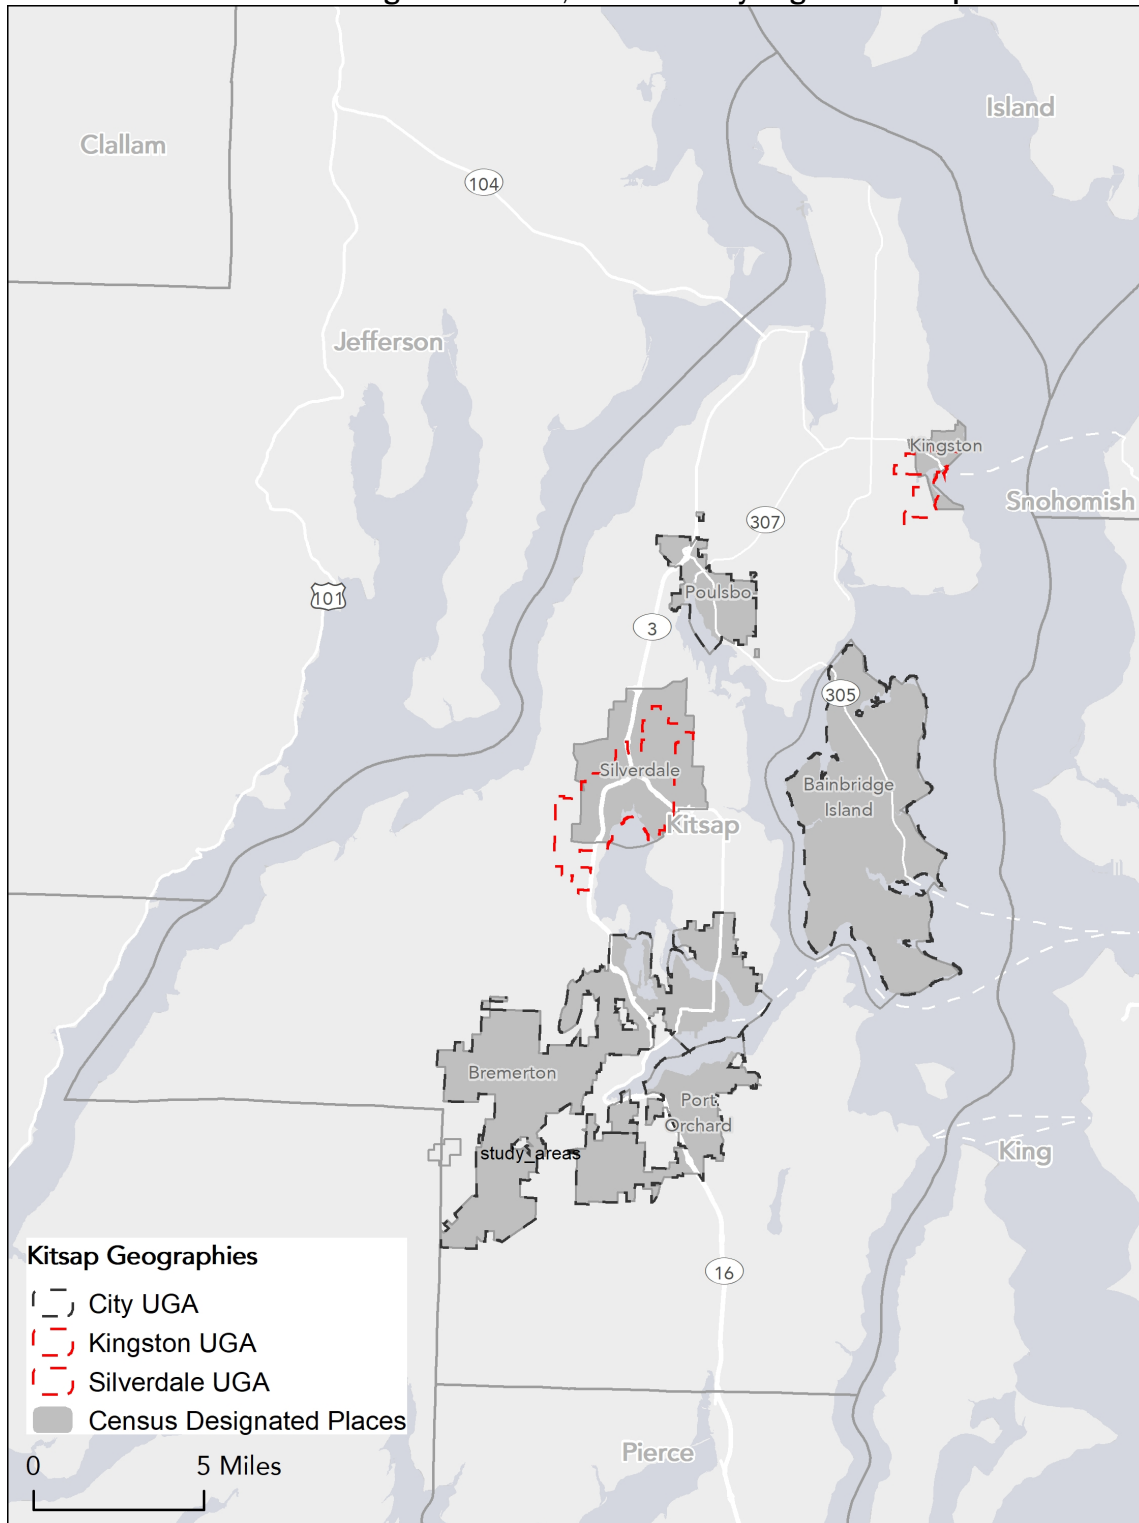 Island
Clallam
104
Jefferson
Kingston
Snohomish
307
101
Poulsbo
3
305
Silverdale
Bainbridge
Island
Kitsap
Bremerton
Port
Orchard
study_areas
King
16
Kitsap Geographies
City UGA
Kingston UGA
Silverdale UGA
Census Designated Places
0 5 Miles
Pierce